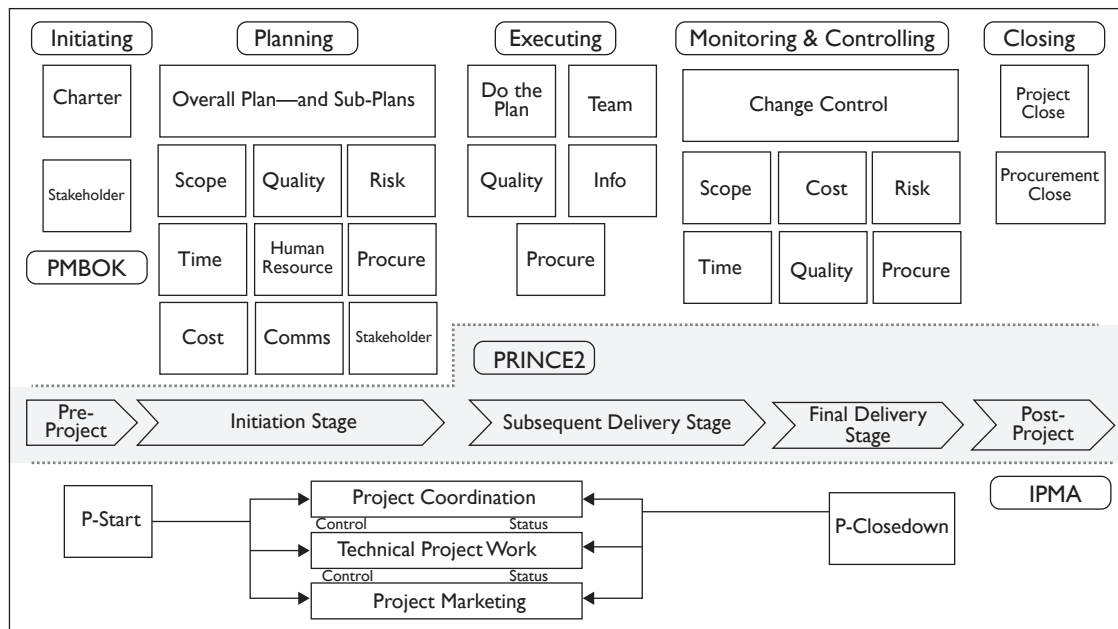 Initiating
Planning
Executing
Monitoring & Controlling
Closing
Charter
Overall Plan—and Sub-Plans
Do the
Plan
Team
Change Control
Project
Close
Stakeholder
Scope
Quality
Risk
Quality
Info
Scope
Cost
Risk
Procurement
Close
PMBOK
Time
Human
Resource
Procure
Procure
Time
Quality
Procure
Cost
Comms
Stakeholder
PRINCE2
Pre-
Project
Initiation Stage
Subsequent Delivery Stage
Final Delivery
Stage
Post-
Project
IPMA
P-Start
Project Coordination
Control
Status
Technical Project Work
Control
Status
Project Marketing
P-Closedown